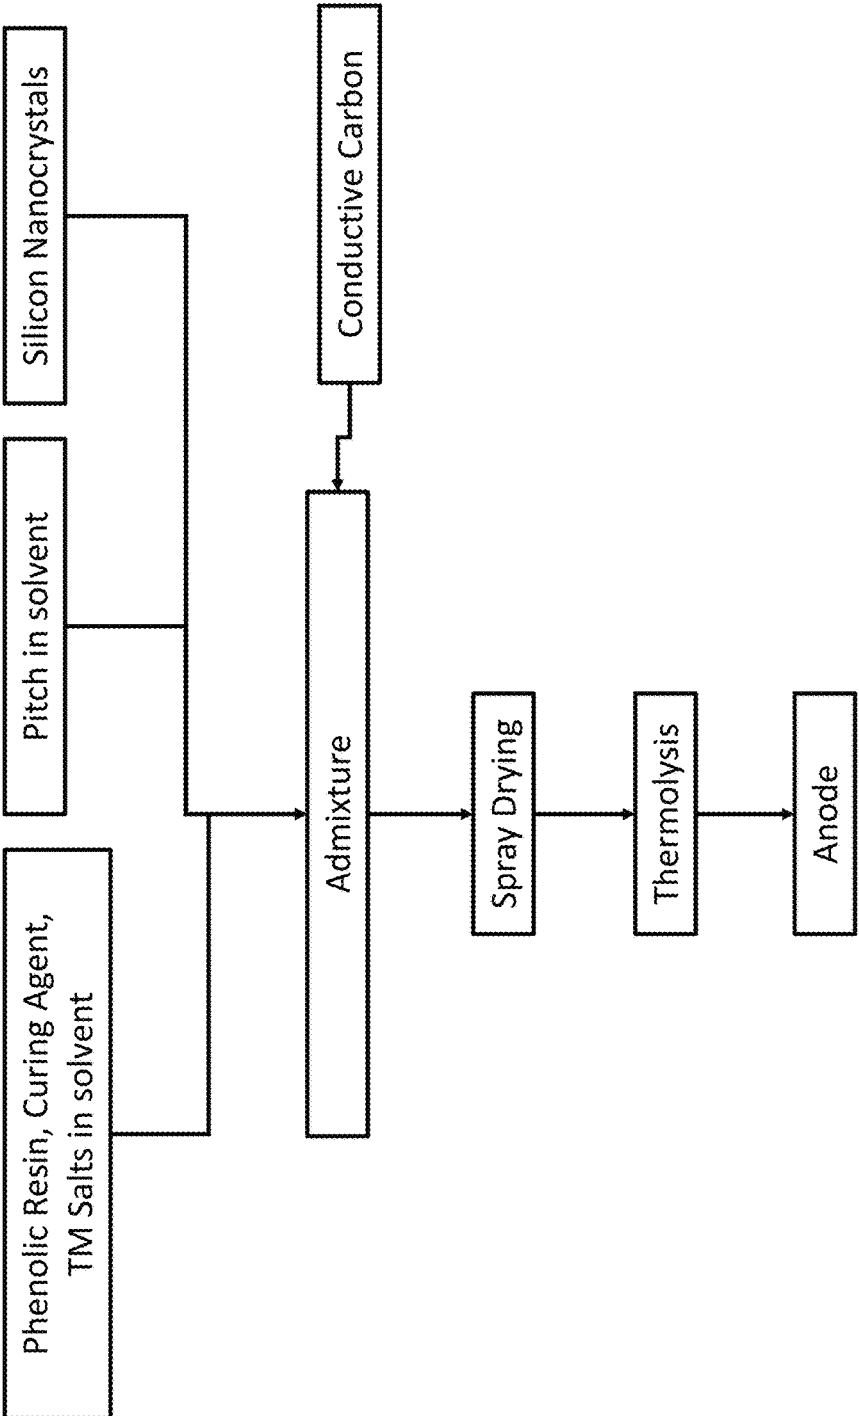 Phenolic Resin, Curing Agent,
TM Salts in solvent
Pitch in solvent
Silicon Nanocrystals
Admixture
Conductive Carbon
Spray Drying
Thermolysis
Anode